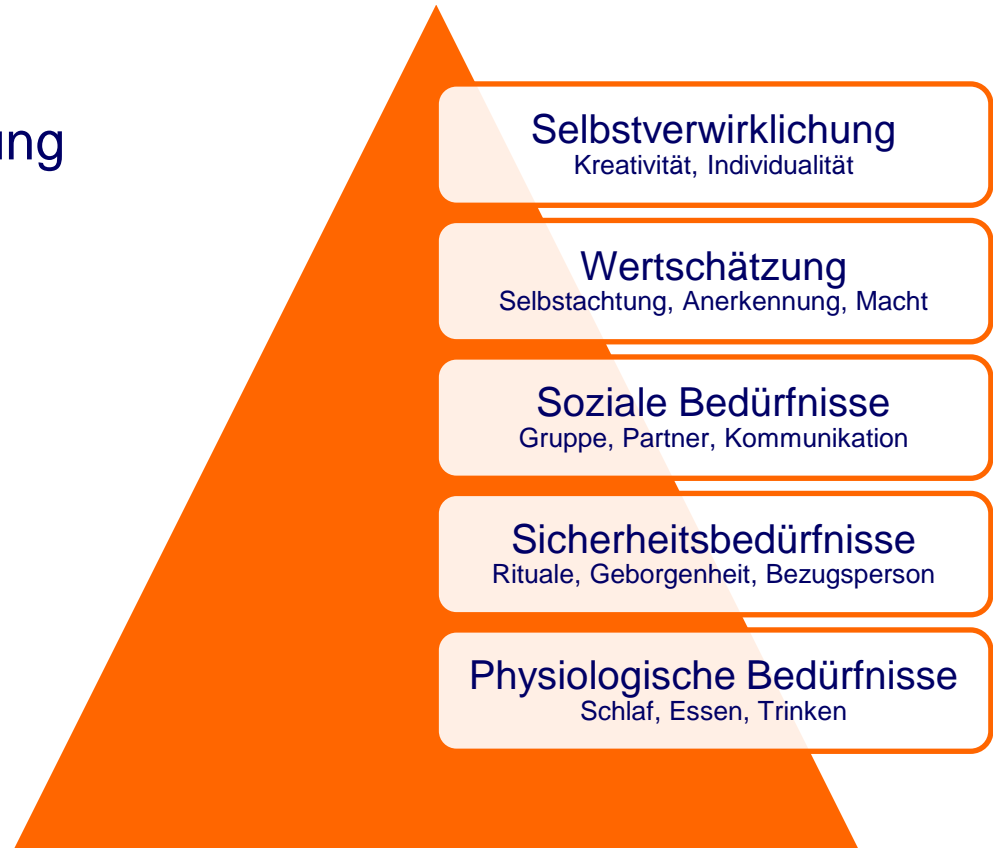 ung
Selbstverwirklichung
Kreativität, Individualität
Wertschätzung
Selbstachtung, Anerkennung, Macht
Soziale Bedürfnisse
Gruppe, Partner, Kommunikation
Sicherheitsbedürfnisse
Rituale, Geborgenheit, Bezugsperson
Physiologische Bedürfnisse
Schlaf, Essen, Trinken